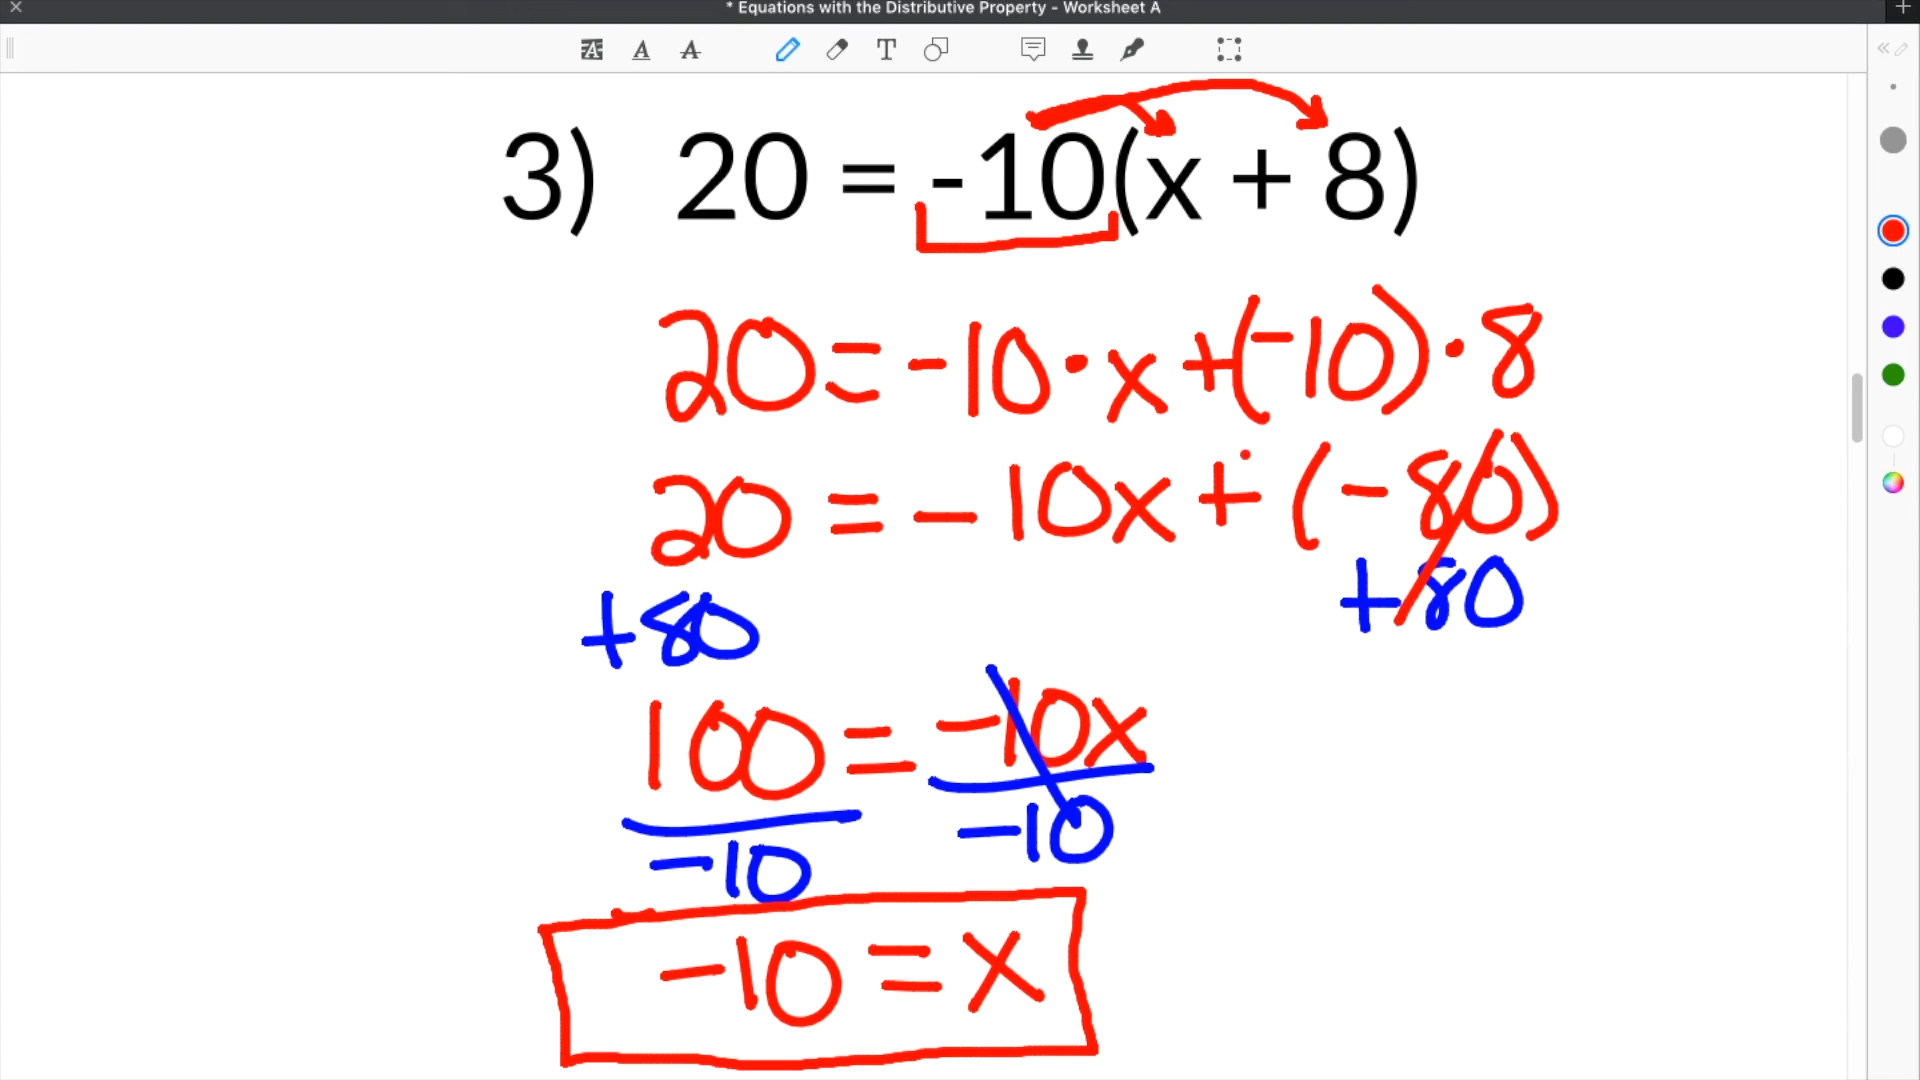 * Equations with the Distributive Property - Worksheet A
3) 20 = -10(x + 8)
20 = -10 · x + (-10) · 8
20 = -10x + (-80)
+80 +80
100 = -10x
-10 -10
-10 = x